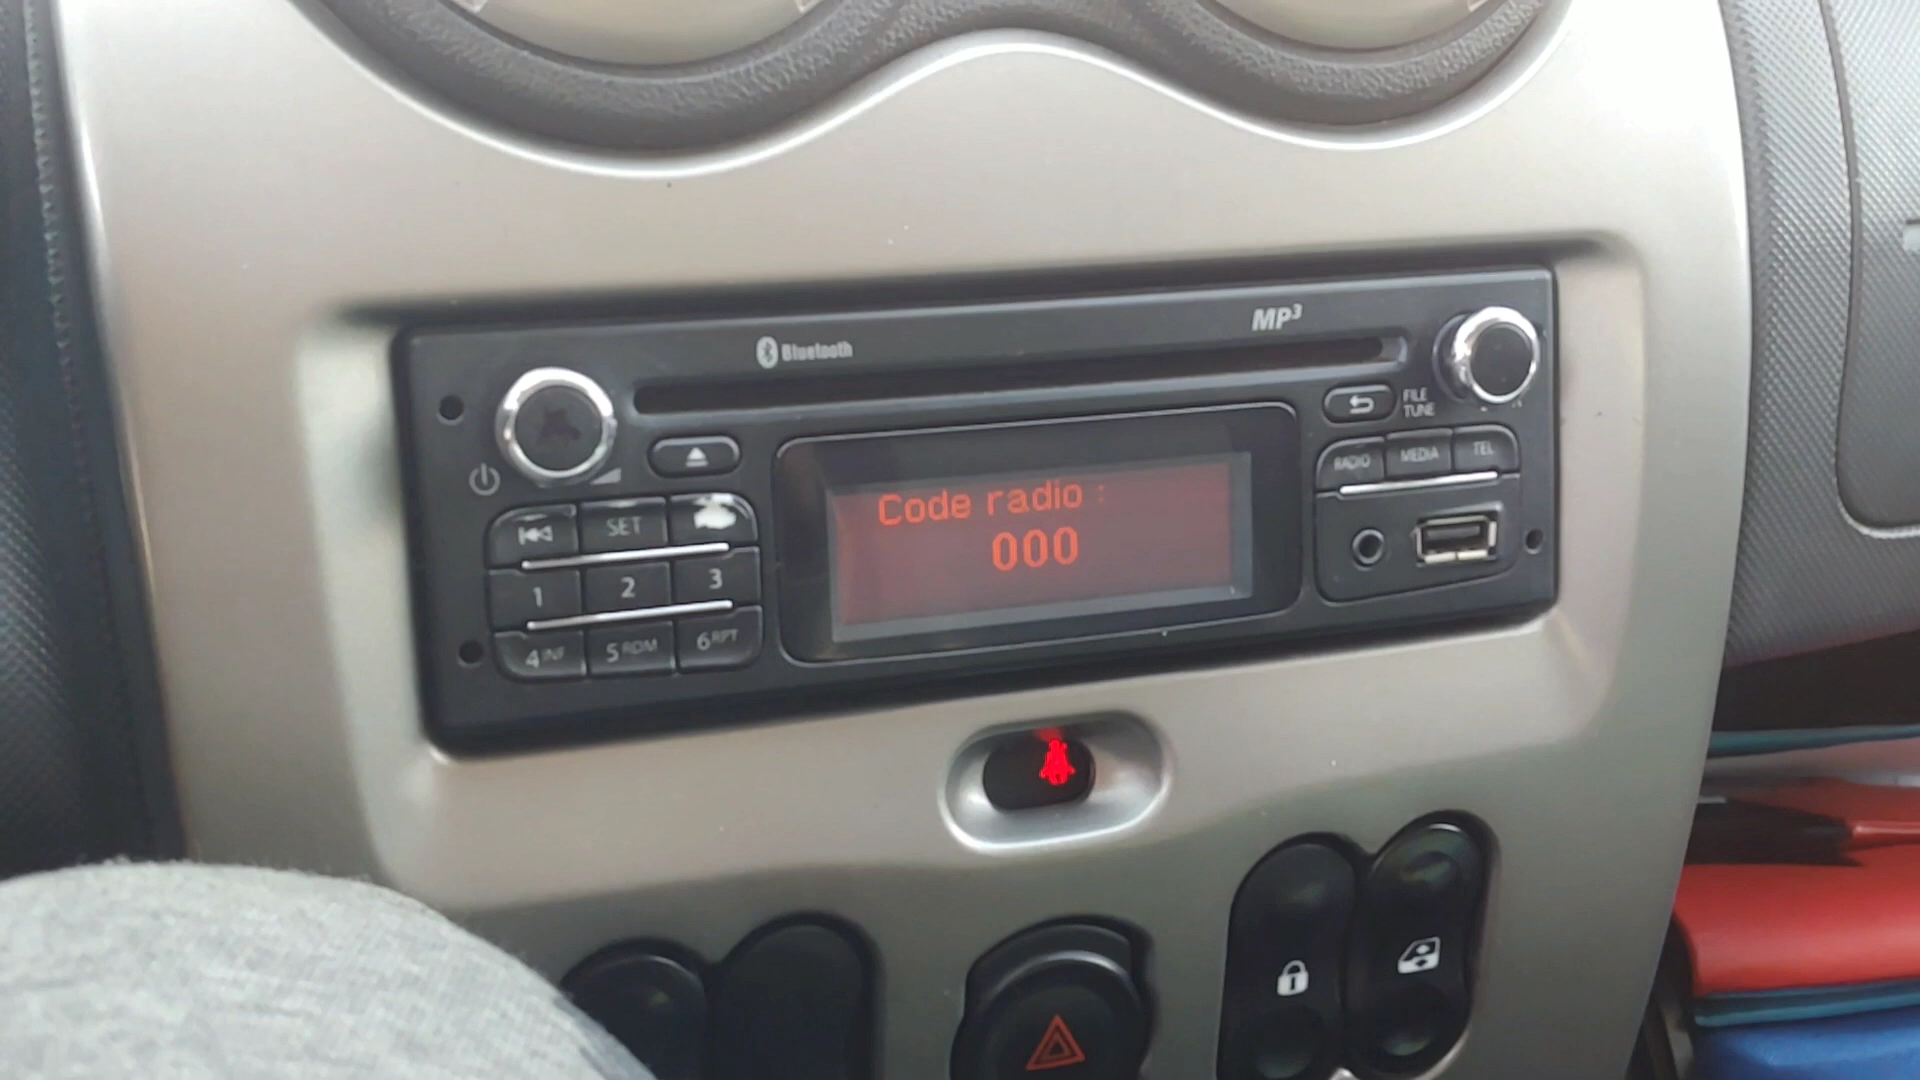 Bluetooth
MP3
FILE
TUNE
RADIO MEDIA TEL
Code radio :
000
SET
1 2 3
4 INF 5 RDM 6 RPT